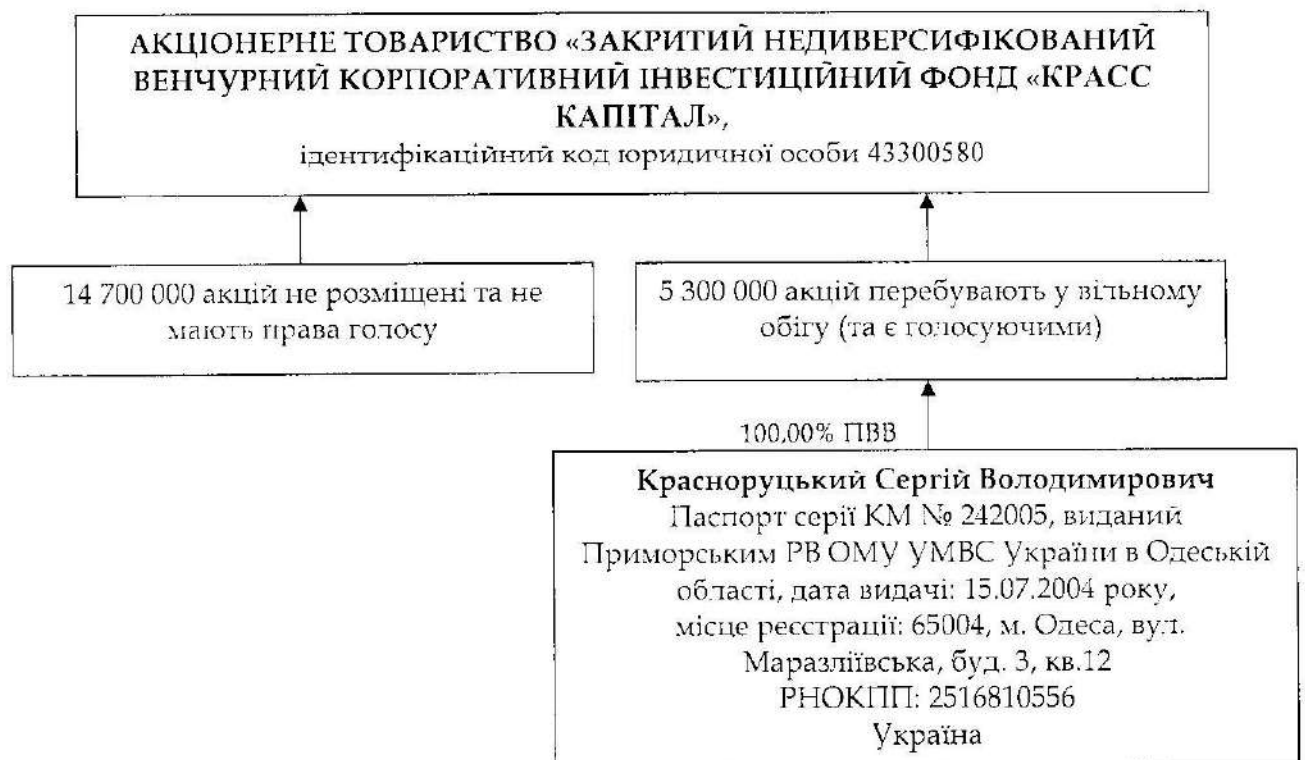 АКЦІОНЕРНЕ ТОВАРИСТВО «ЗАКРИТИЙ НЕДИВЕРСИФІКОВАНИЙ
ВЕНЧУРНИЙ КОРПОРАТИВНИЙ ІНВЕСТИЦІЙНИЙ ФОНД «КРАСС
КАПІТАЛ»,
ідентифікаційний код юридичної особи 43300580
14 700 000 акцій не розміщені та не
мають права голосу
5 300 000 акцій перебувають у вільному
обігу (та є голосуючими)
100,00% ПВВ
Красноруцький Сергій Володимирович
Паспорт серії КМ № 242005, виданий
Приморським РВ ОМУ УМВС України в Одеській
області, дата видачі: 15.07.2004 року,
місце реєстрації: 65004, м. Одеса, вул.
Маразліївська, буд. 3, кв.12
РНОКПП: 2516810556
Україна